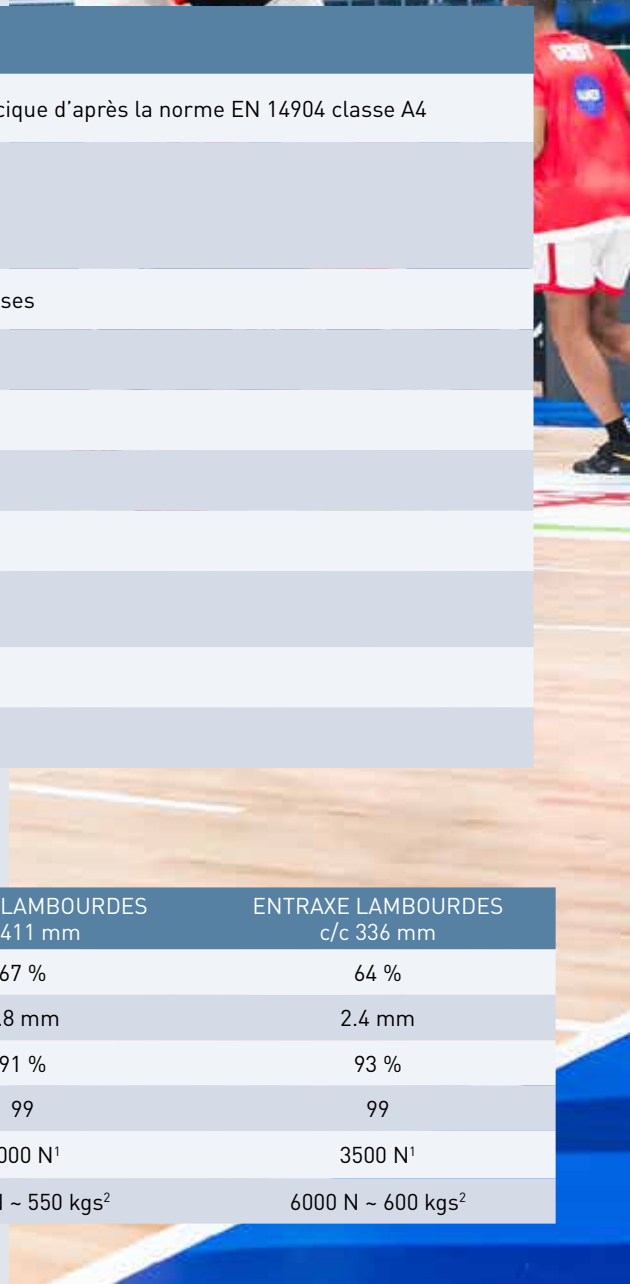 cique d'après la norme EN 14904 classe A4
ses
LAMBOURDES ENTRAXE LAMBOURDES
411 mm c/c 336 mm
67 % 64 %
.8 mm 2.4 mm
91 % 93 %
99 99
000 N¹ 3500 N¹
~ 550 kgs² 6000 N ~ 600 kgs²